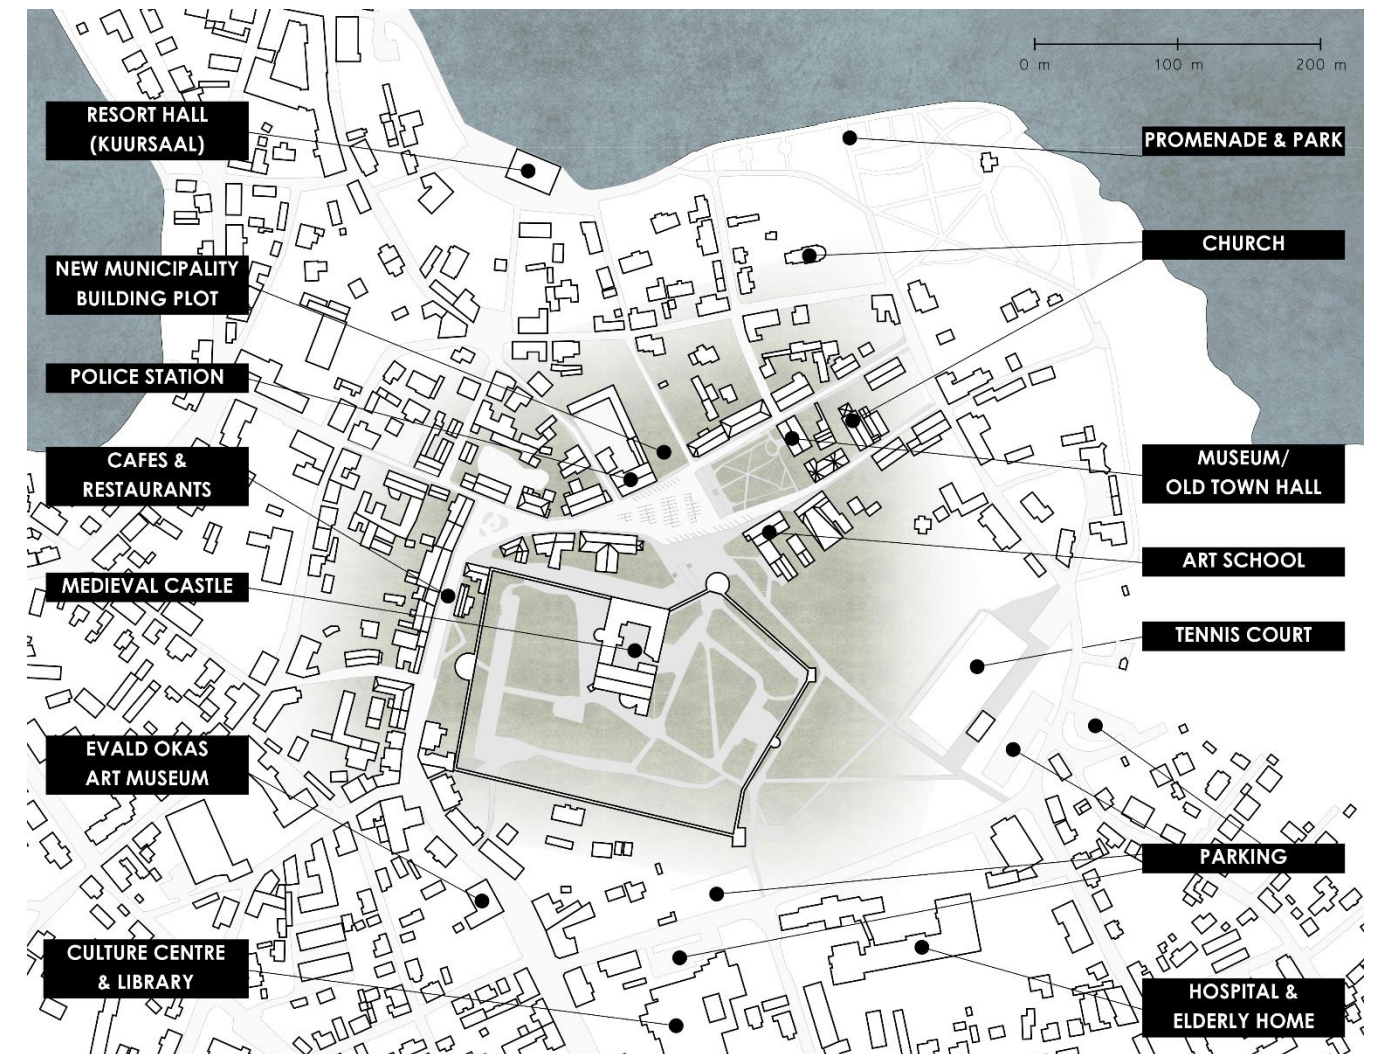 0 m 100 m 200 m
RESORT HALL
(KUURSAAL)
PROMENADE & PARK
CHURCH
NEW MUNICIPALITY
BUILDING PLOT
POLICE STATION
CAFES &
RESTAURANTS
MUSEUM/
OLD TOWN HALL
ART SCHOOL
MEDIEVAL CASTLE
TENNIS COURT
EVALD OKAS
ART MUSEUM
PARKING
CULTURE CENTRE
& LIBRARY
HOSPITAL &
ELDERLY HOME